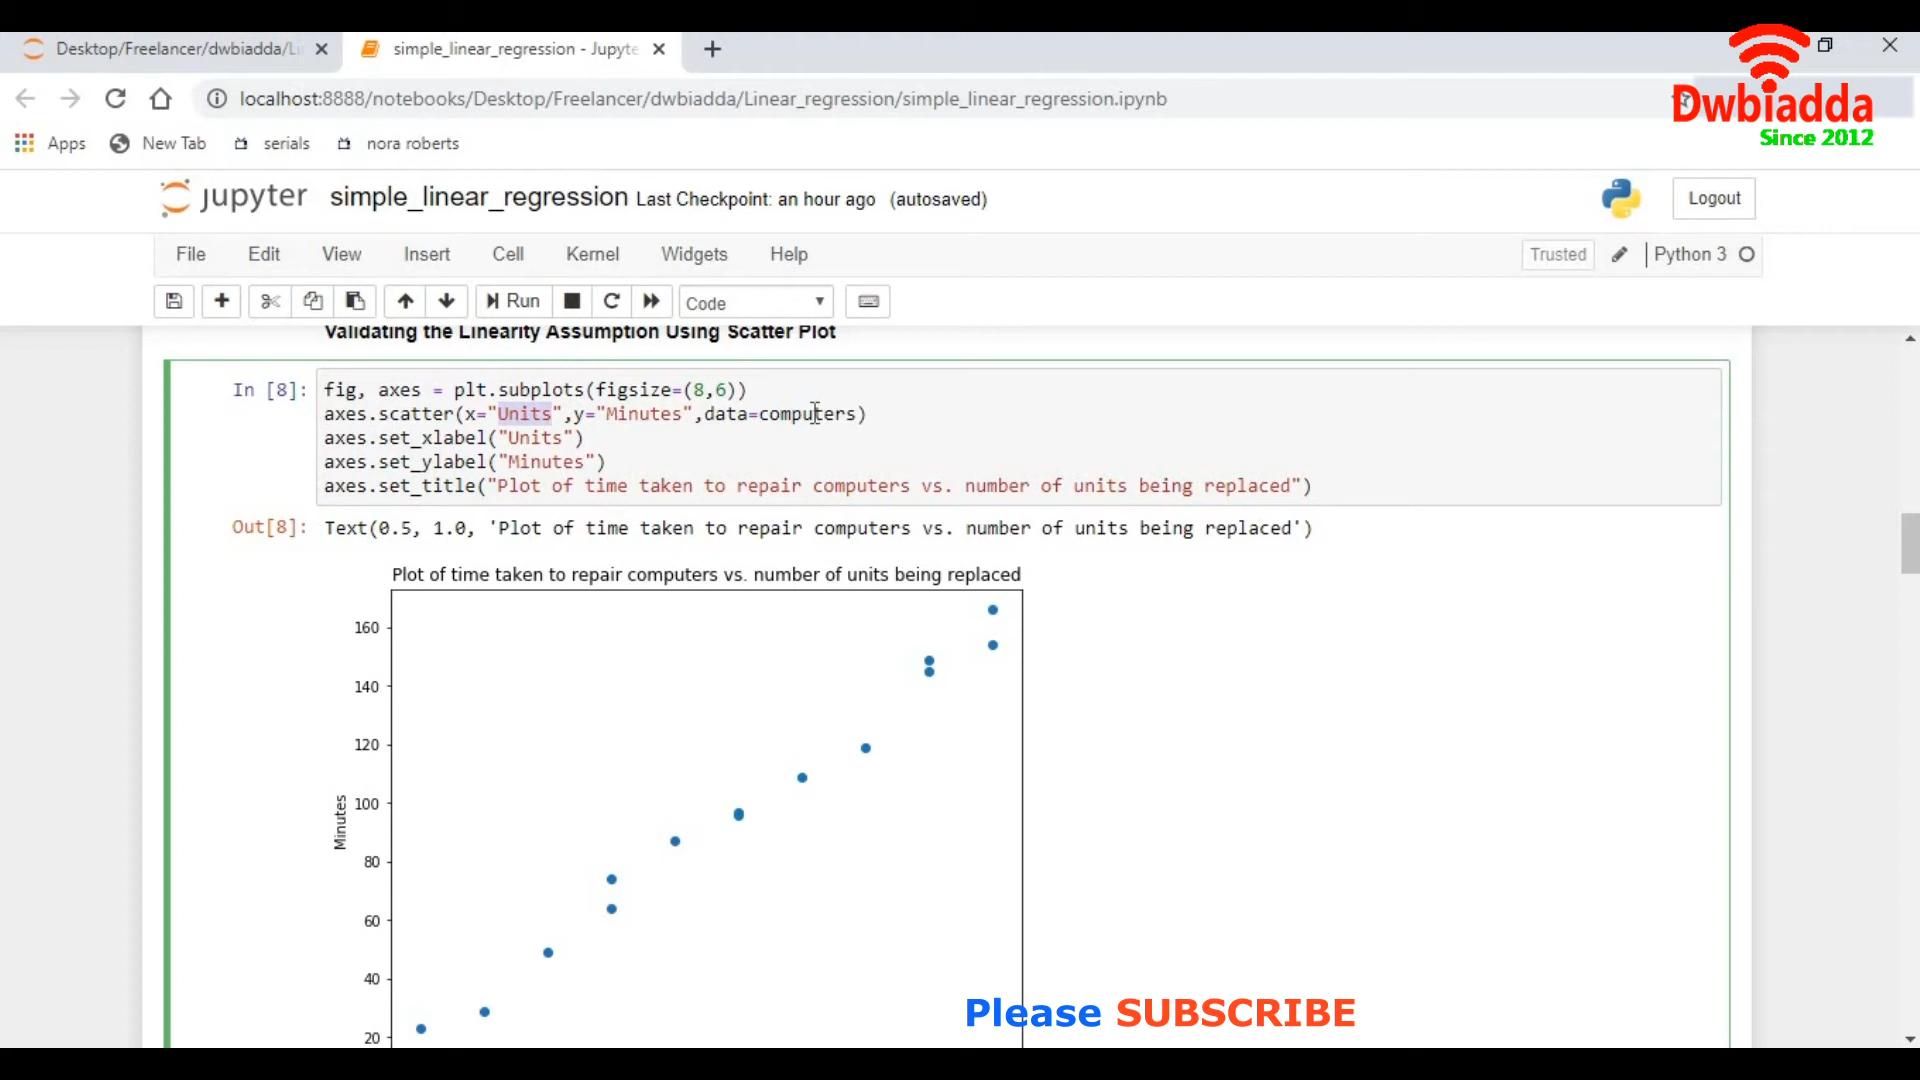 Desktop/Freelancer/dwbiadda/Li
simple_linear_regression - Jupyte
localhost:8888/notebooks/Desktop/Freelancer/dwbiadda/Linear_regression/simple_linear_regression.ipynb
Dwbiadda
Since 2012
Apps
New Tab
serials
nora roberts
jupyter
simple_linear_regression Last Checkpoint: an hour ago (autosaved)
Logout
File Edit View Insert Cell Kernel Widgets Help
Trusted
Python 3
Run
Code
Validating the Linearity Assumption Using Scatter Plot
In [8]: fig, axes = plt.subplots(figsize=(8,6))
axes.scatter(x="Units",y="Minutes",data=computers)
axes.set_xlabel("Units")
axes.set_ylabel("Minutes")
axes.set_title("Plot of time taken to repair computers vs. number of units being replaced")
Out[8]: Text(0.5, 1.0, 'Plot of time taken to repair computers vs. number of units being replaced')
Plot of time taken to repair computers vs. number of units being replaced
160
140
120
100
80
60
40
20
Minutes
Please SUBSCRIBE